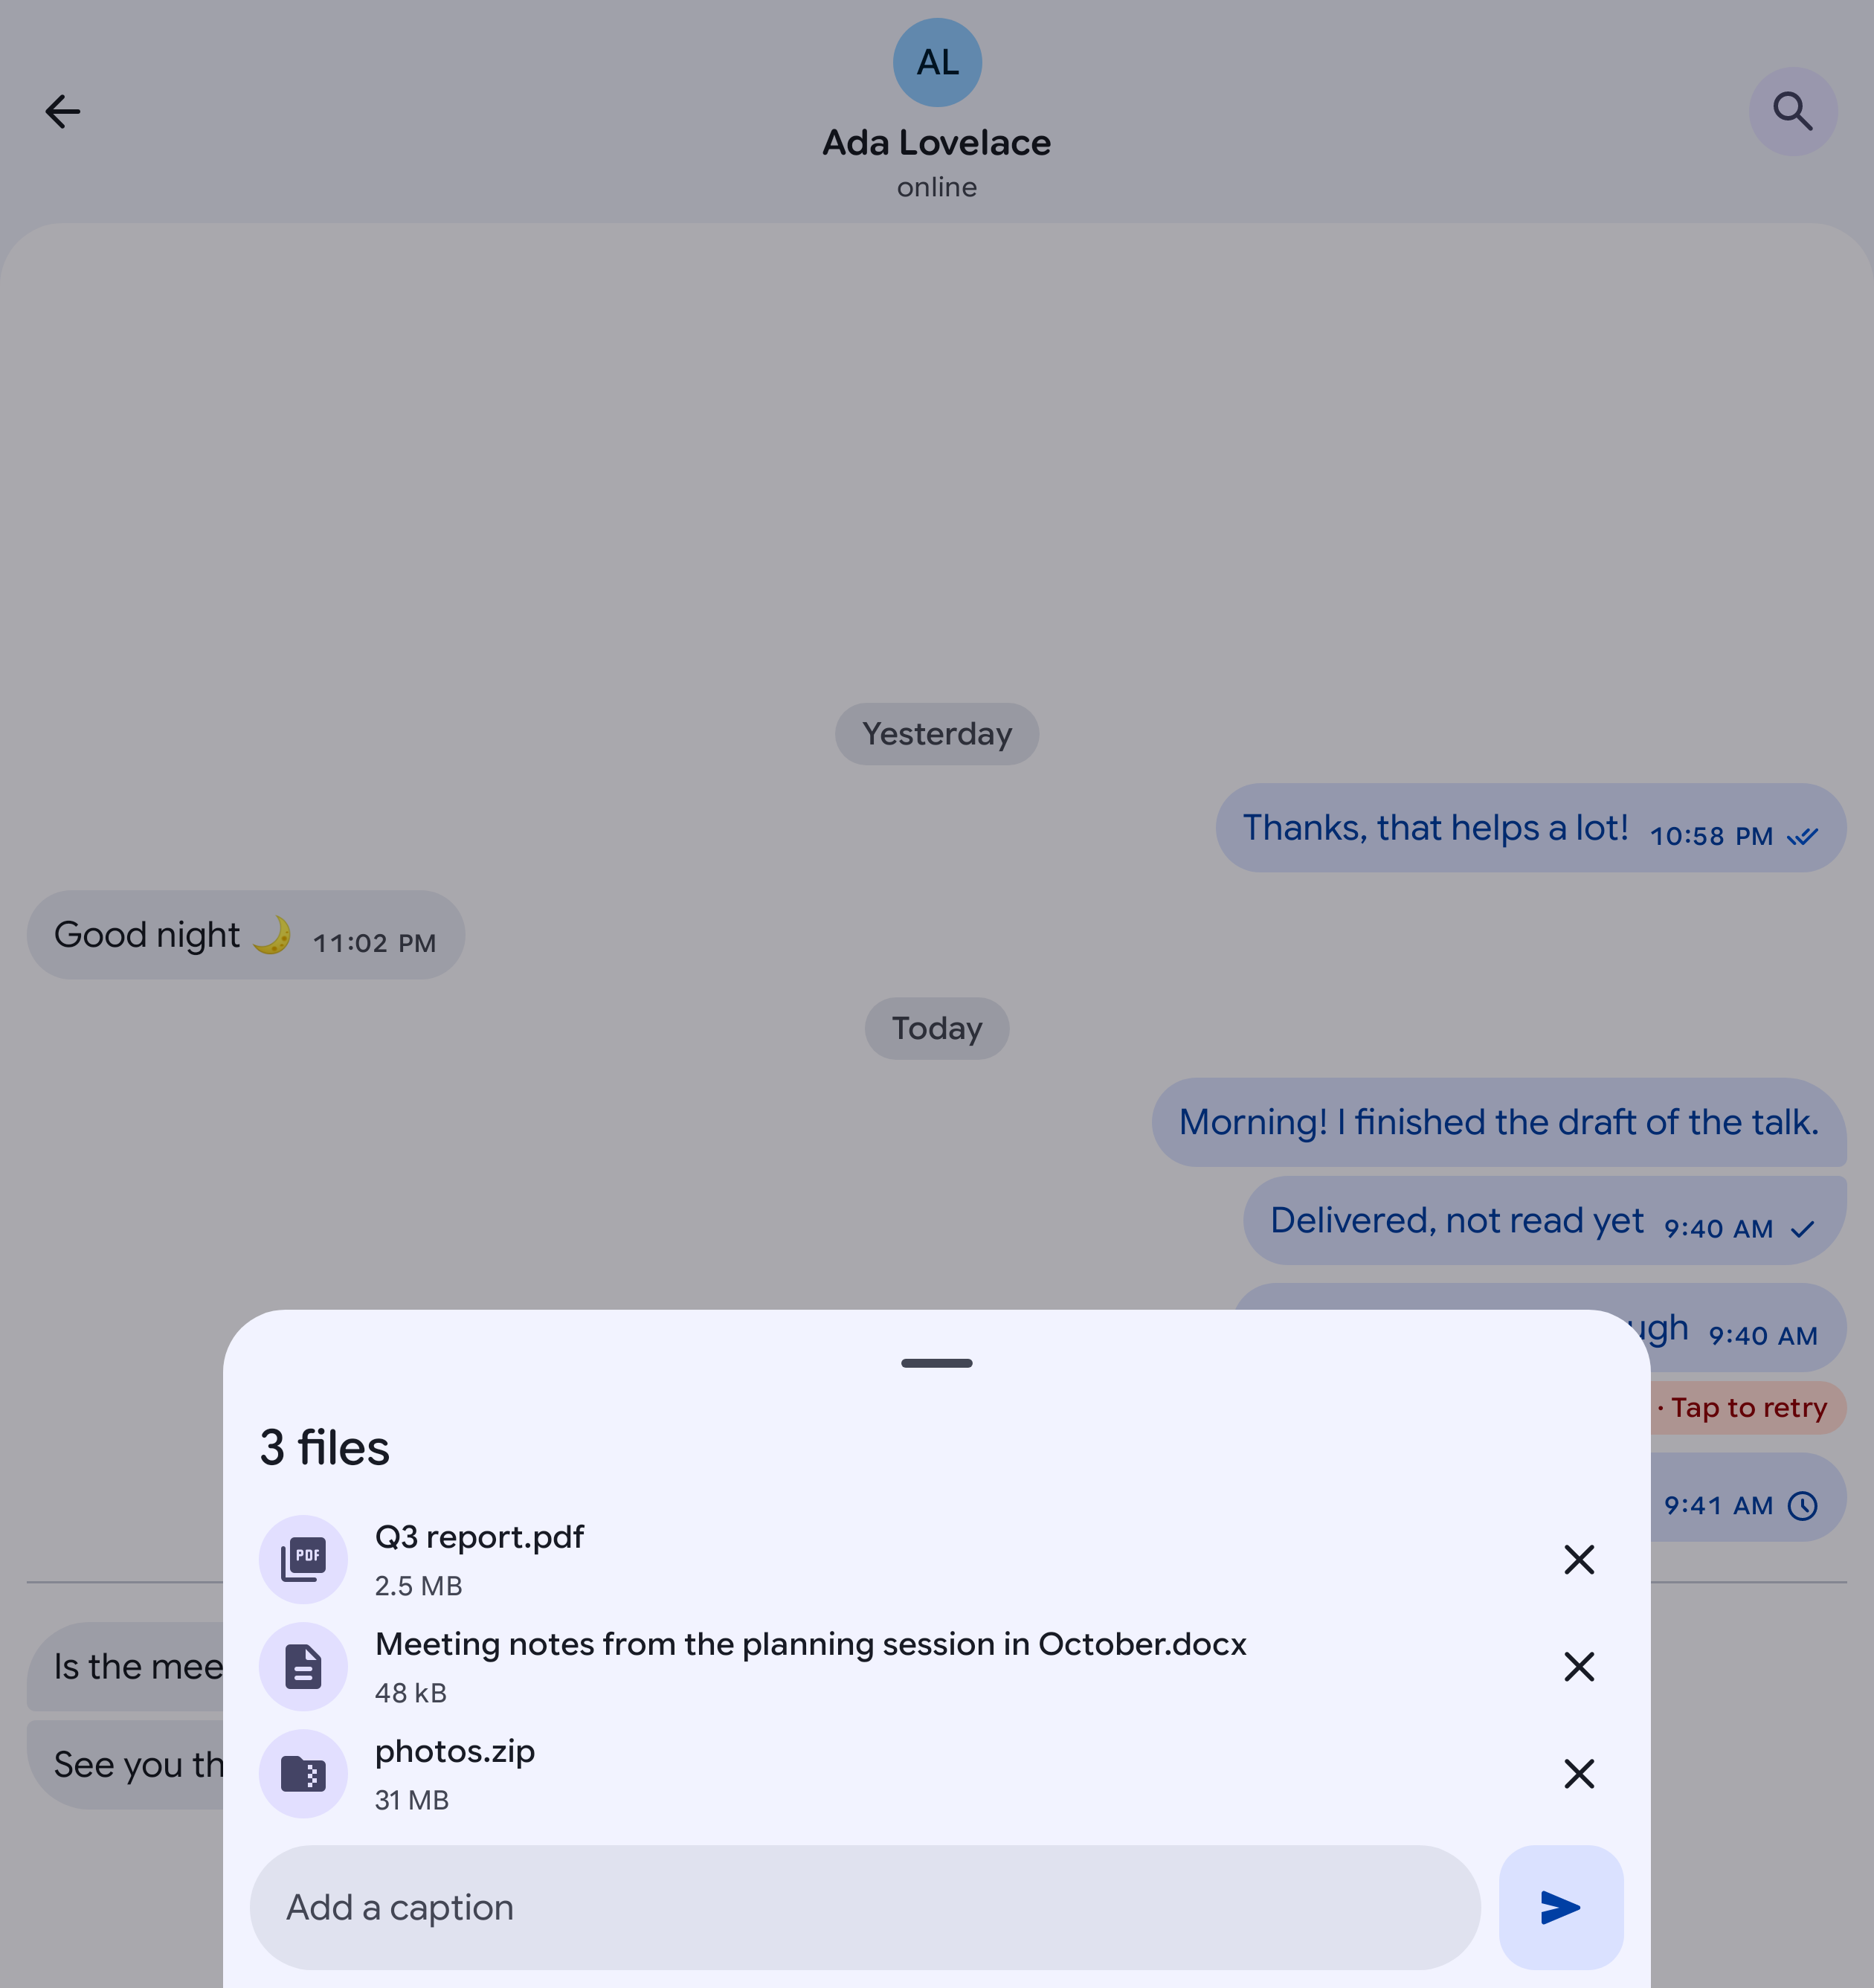 AL
Ada Lovelace
online
Yesterday
Thanks, that helps a lot! 10:58 PM
Good night 🌙 11:02 PM
Today
Morning! I finished the draft of the talk.
Delivered, not read yet 9:40 AM
9:40 AM
· Tap to retry
9:41 AM
3 files
PDF
Q3 report.pdf
2.5 MB
Meeting notes from the planning session in October.docx
48 kB
photos.zip
31 MB
Is the mee
See you th
Add a caption